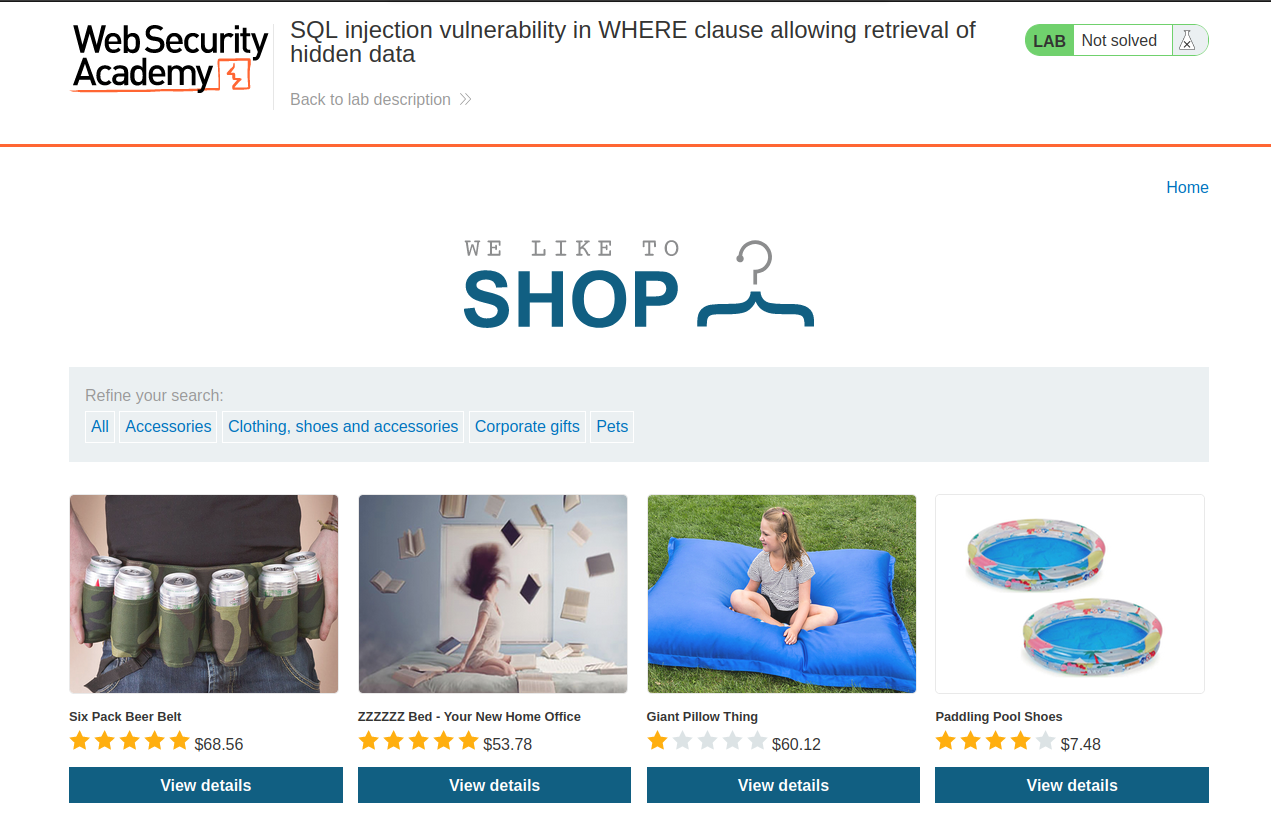 Web Security
Academy
SQL injection vulnerability in WHERE clause allowing retrieval of
hidden data
Back to lab description
LAB Not solved
Home
WE LIKE TO
SHOP
Refine your search:
All Accessories Clothing, shoes and accessories Corporate gifts Pets
Six Pack Beer Belt ZZZZZZ Bed - Your New Home Office Giant Pillow Thing Paddling Pool Shoes
$68.56 $53.78 $60.12 $7.48
View details View details View details View details